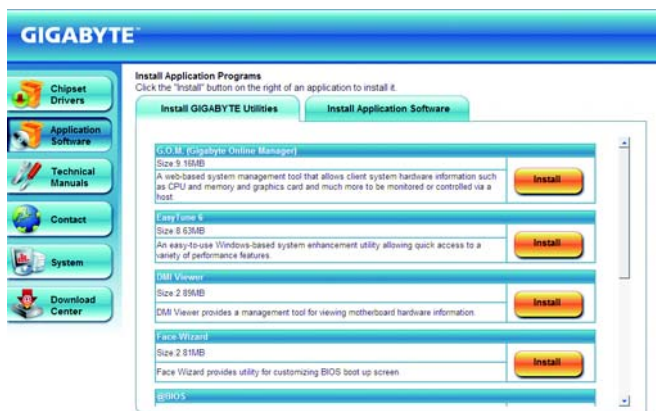 GIGABYTE™
Chipset
Drivers
Application
Software
Technical
Manuals
Contact
System
Download
Center
Install Application Programs
Click the "Install" button on the right of an application to install it.
Install GIGABYTE Utilities
Install Application Software
G.O.M. (Gigabyte Online Manager)
Size:9.16MB
A web-based system management tool that allows client system hardware information such
as CPU and memory and graphics card and much more to be monitored or controlled via a
host.
Install
EasyTune 6
Size:8.63MB
An easy-to-use Windows-based system enhancement utility allowing quick access to a
variety of performance features.
Install
DMI Viewer
Size:2.89MB
DMI Viewer provides a management tool for viewing motherboard hardware information.
Install
Face-Wizard
Size:2.81MB
Face Wizard provides utility for customizing BIOS boot up screen
Install
@BIOS